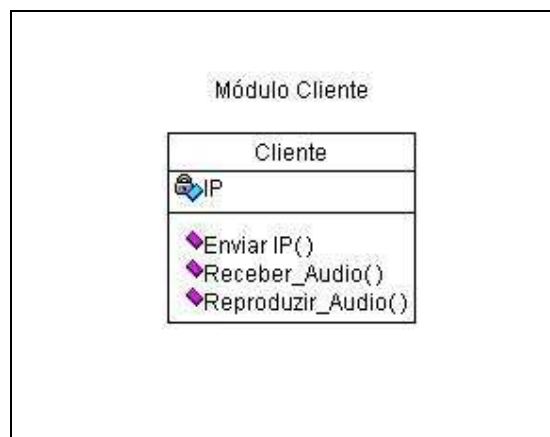 Módulo Cliente
Cliente
IP
Enviar IP()
Receber_Audio()
Reproduzir_Audio()